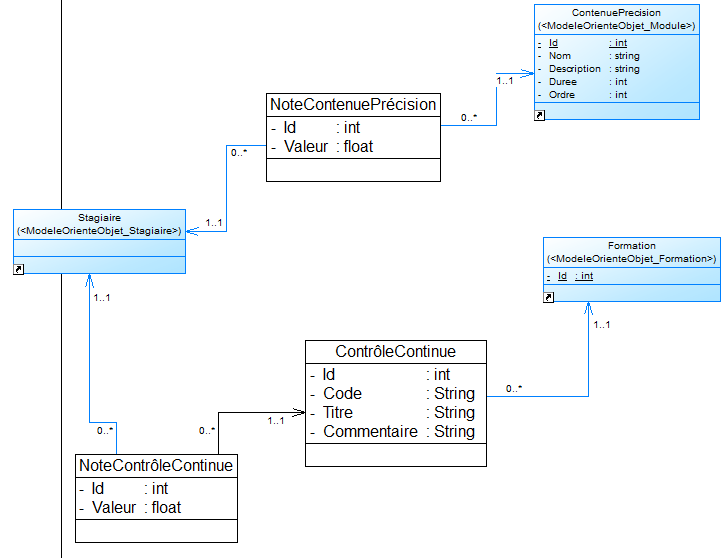 ContenuePrecision
(<ModeleOrienteObjet_Module>)
- Id : int
- Nom : string
- Description : string
- Duree : int
- Ordre : int
1..1
NoteContenuePrécision
- Id : int
- Valeur : float
0..*
0..*
1..1
Stagiaire
(<ModeleOrienteObjet_Stagiaire>)
1..1
Formation
(<ModeleOrienteObjet_Formation>)
- Id : int
1..1
ContrôleContinue
- Id : int
- Code : String
- Titre : String
- Commentaire : String
0..*
1..1
0..*
0..*
NoteContrôleContinue
- Id : int
- Valeur : float